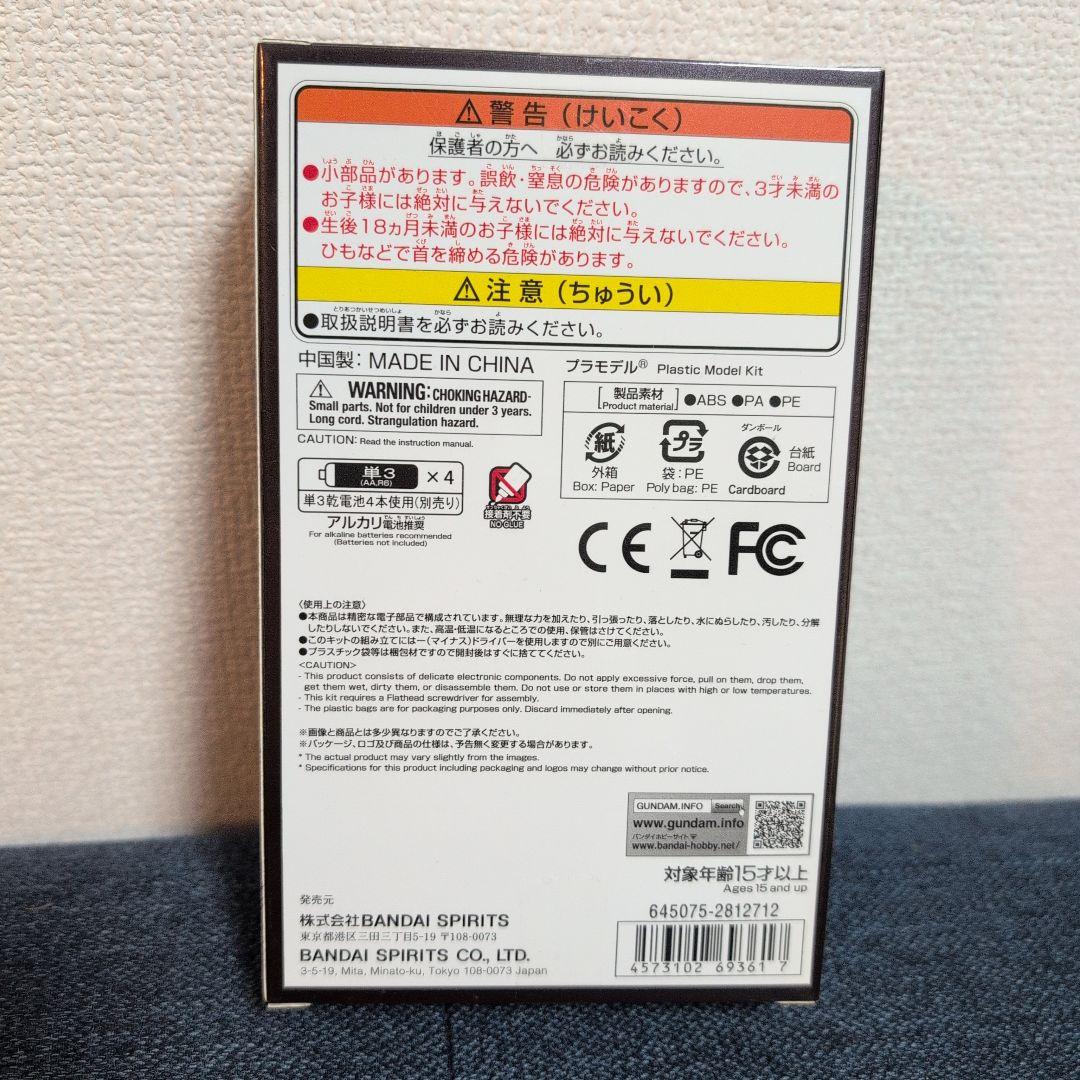 ⚠警告(けいこく)
保護者の方へ 必ずお読みください。
●小部品があります。誤飲・窒息の危険がありますので、3才未満の
お子様には絶対に与えないでください。
●生後18ヵ月未満のお子様には絶対に与えないでください。
ひもなどで首を締める危険があります。
⚠注意(ちゅうい)
●取扱説明書を必ずお読みください。
中国製:MADE IN CHINA
プラモデル® Plastic Model Kit
⚠ WARNING: CHOKING HAZARD-
Small parts. Not for children under 3 years.
Long cord. Strangulation hazard.
CAUTION: Read the instruction manual.
製品素材
[Product material] ●ABS ●PA ●PE
紙
外箱
Box: Paper
プラ
袋:PE
Poly bag: PE
ダンボール
Cardboard
台紙
Board
単3
(AA,R6)
×4
単3乾電池4本使用(別売り)
アルカリ電池推奨
For alkaline batteries recommended
(Batteries not included)
接着剤不要
NO GLUE
CE
FC
〈使用上の注意〉
●本商品は精密な電子部品で構成されています。無理な力を加えたり、引っ張ったり、落としたり、水にぬらしたり、汚したり、分解
したりしないでください。また、高温・低温になるところでの使用、保管はさけてください。
●このキットの組み立てには−(マイナス)ドライバーを使用しますので別にご用意ください。
●プラスチック袋等は梱包材ですので開封後はすぐに捨ててください。
<CAUTION>
- This product consists of delicate electronic components. Do not apply excessive force, pull on them, drop them,
get them wet, dirty them, or disassemble them. Do not use or store them in places with high or low temperatures.
- This kit requires a Flathead screwdriver for assembly.
- The plastic bags are for packaging purposes only. Discard immediately after opening.
※画像と商品とは多少異なりますのでご了承ください。
※パッケージ、ロゴ及び商品の仕様は、予告無く変更する場合があります。
* The actual product may vary slightly from the images.
* Specifications for this product including packaging and logos may change without prior notice.
GUNDAM.INFO Search
www.gundam.info
バンダイホビーサイト
www.bandai-hobby.net/
対象年齢15才以上
Ages 15 and up
発売元
株式会社BANDAI SPIRITS
東京都港区三田三丁目5-19 〒108-0073
BANDAI SPIRITS CO., LTD.
3-5-19, Mita, Minato-ku, Tokyo 108-0073 Japan
645075-2812712
4573102 69361 7